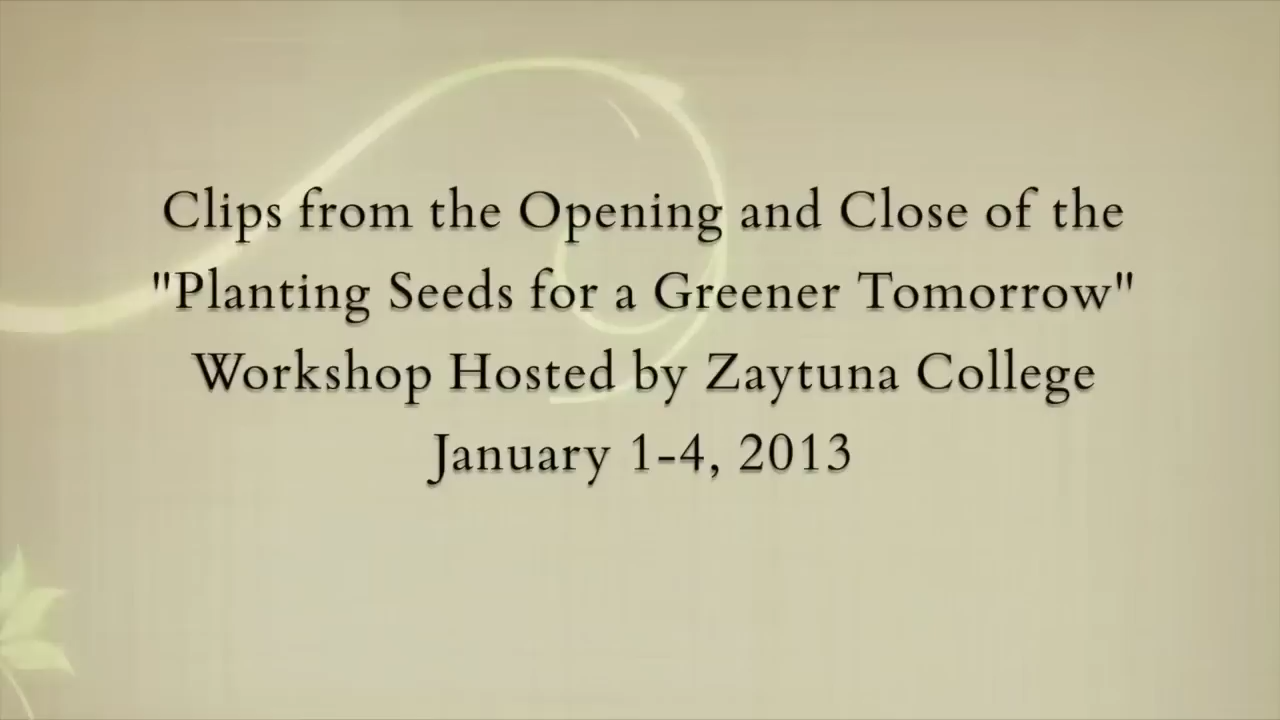 Clips from the Opening and Close of the
"Planting Seeds for a Greener Tomorrow"
Workshop Hosted by Zaytuna College
January 1-4, 2013